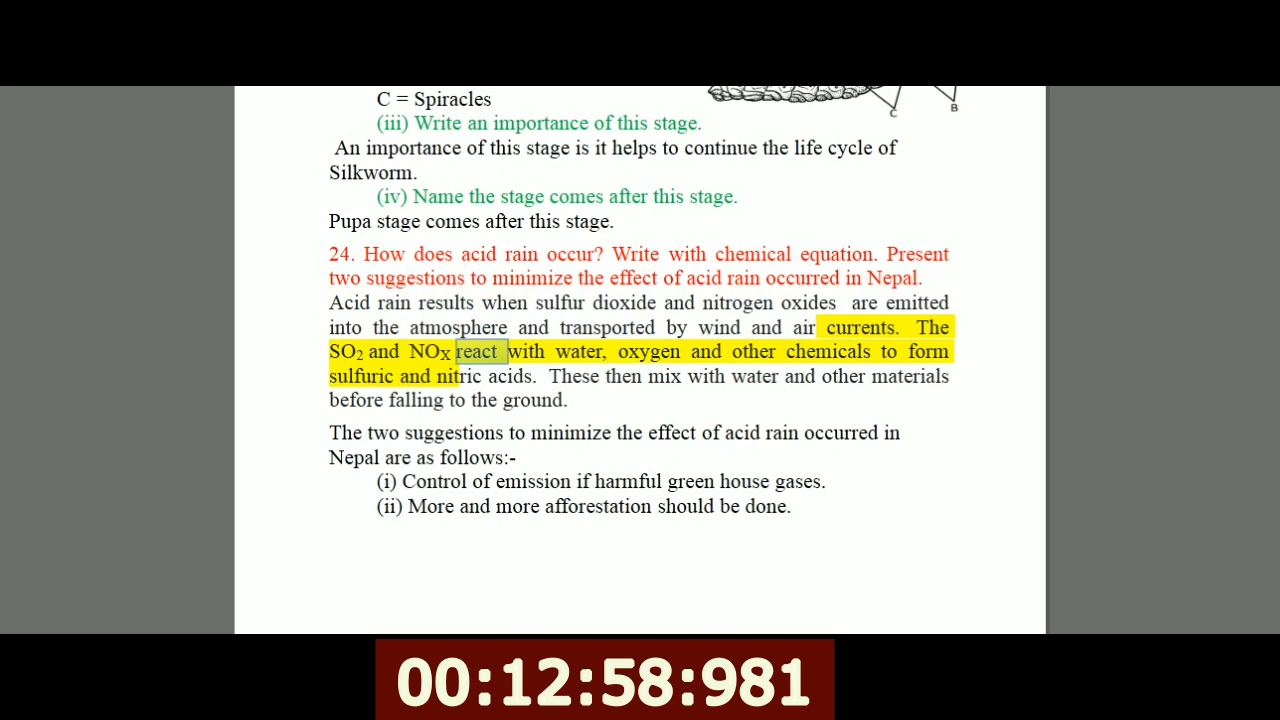 C = Spiracles
C
B
(iii) Write an importance of this stage.
An importance of this stage is it helps to continue the life cycle of
Silkworm.
(iv) Name the stage comes after this stage.
Pupa stage comes after this stage.
24. How does acid rain occur? Write with chemical equation. Present
two suggestions to minimize the effect of acid rain occurred in Nepal.
Acid rain results when sulfur dioxide and nitrogen oxides are emitted
into the atmosphere and transported by wind and air currents. The
SO₂ and NOX react with water, oxygen and other chemicals to form
sulfuric and nitric acids. These then mix with water and other materials
before falling to the ground.
The two suggestions to minimize the effect of acid rain occurred in
Nepal are as follows:-
(i) Control of emission if harmful green house gases.
(ii) More and more afforestation should be done.
00:12:58:981